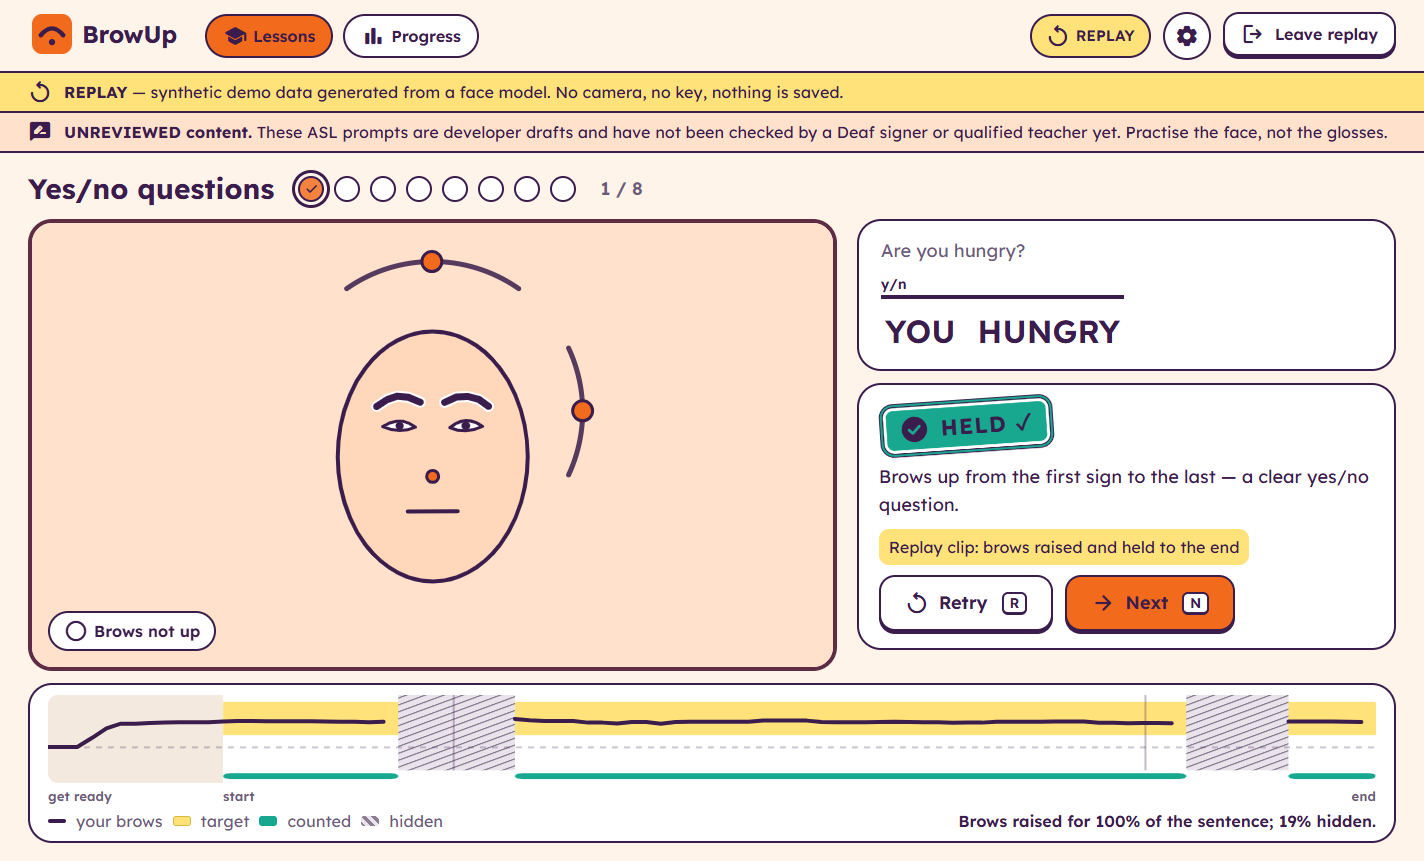 BrowUp
Lessons
Progress
REPLAY
Leave replay
REPLAY — synthetic demo data generated from a face model. No camera, no key, nothing is saved.
UNREVIEWED content. These ASL prompts are developer drafts and have not been checked by a Deaf signer or qualified teacher yet. Practise the face, not the glosses.
Yes/no questions
1 / 8
Brows not up
Are you hungry?
y/n
YOU HUNGRY
HELD ✓
Brows up from the first sign to the last — a clear yes/no
question.
Replay clip: brows raised and held to the end
Retry R
Next N
get ready
start
end
your brows
target
counted
hidden
Brows raised for 100% of the sentence; 19% hidden.